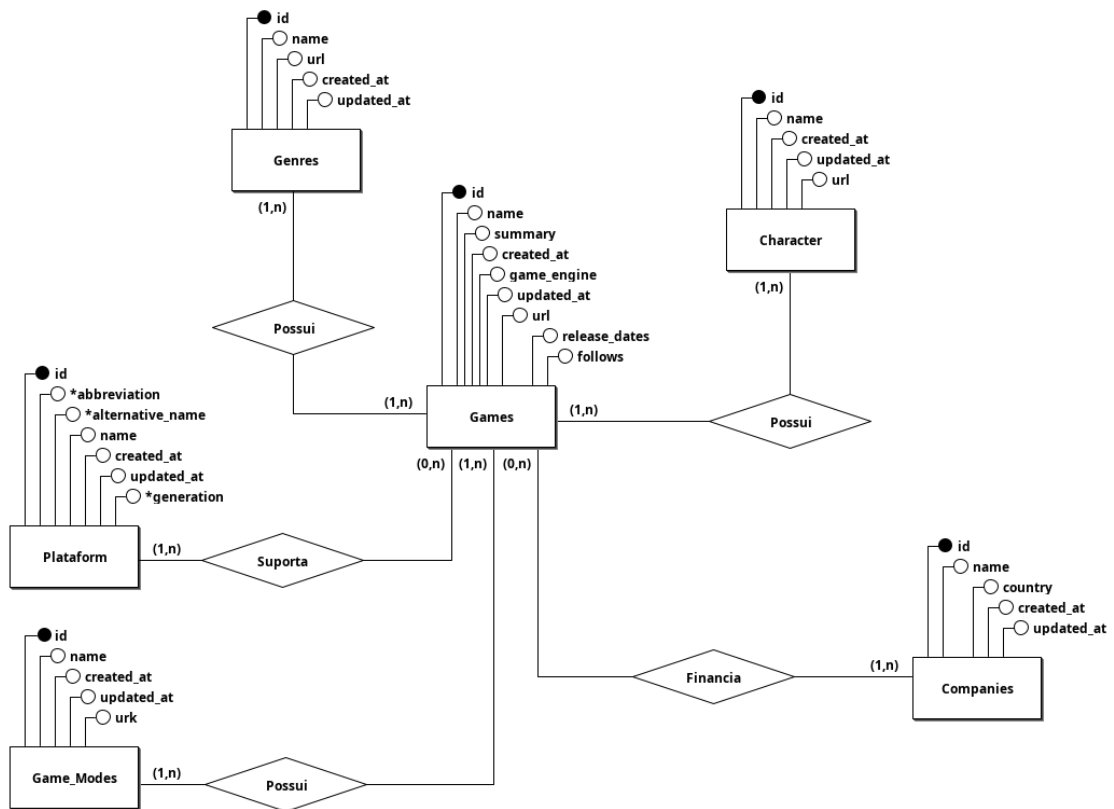 id
name
url
created_at
updated_at
Genres
(1,n)
Possui
(1,n)
id
name
created_at
updated_at
url
Character
(1,n)
Possui
(1,n)
id
name
summary
created_at
game_engine
updated_at
url
release_dates
follows
Games
(0,n)
(1,n)
(0,n)
id
*abbreviation
*alternative_name
name
created_at
updated_at
*generation
Plataform
(1,n)
Suporta
id
name
country
created_at
updated_at
Companies
(1,n)
Financia
id
name
created_at
updated_at
urk
Game_Modes
(1,n)
Possui